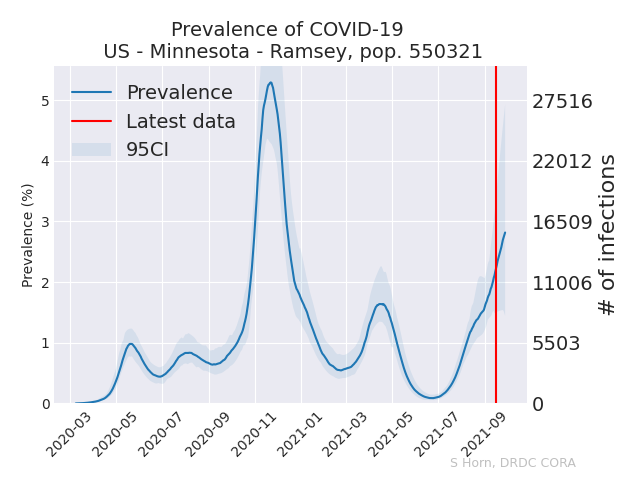 Prevalence of COVID-19
US - Minnesota - Ramsey, pop. 550321
Prevalence
Latest data
95CI
Prevalence (%)
5
4
3
2
1
0
27516
22012
16509
11006
5503
0
# of infections
2020-03
2020-05
2020-07
2020-09
2020-11
2021-01
2021-03
2021-05
2021-07
2021-09
S Horn, DRDC CORA